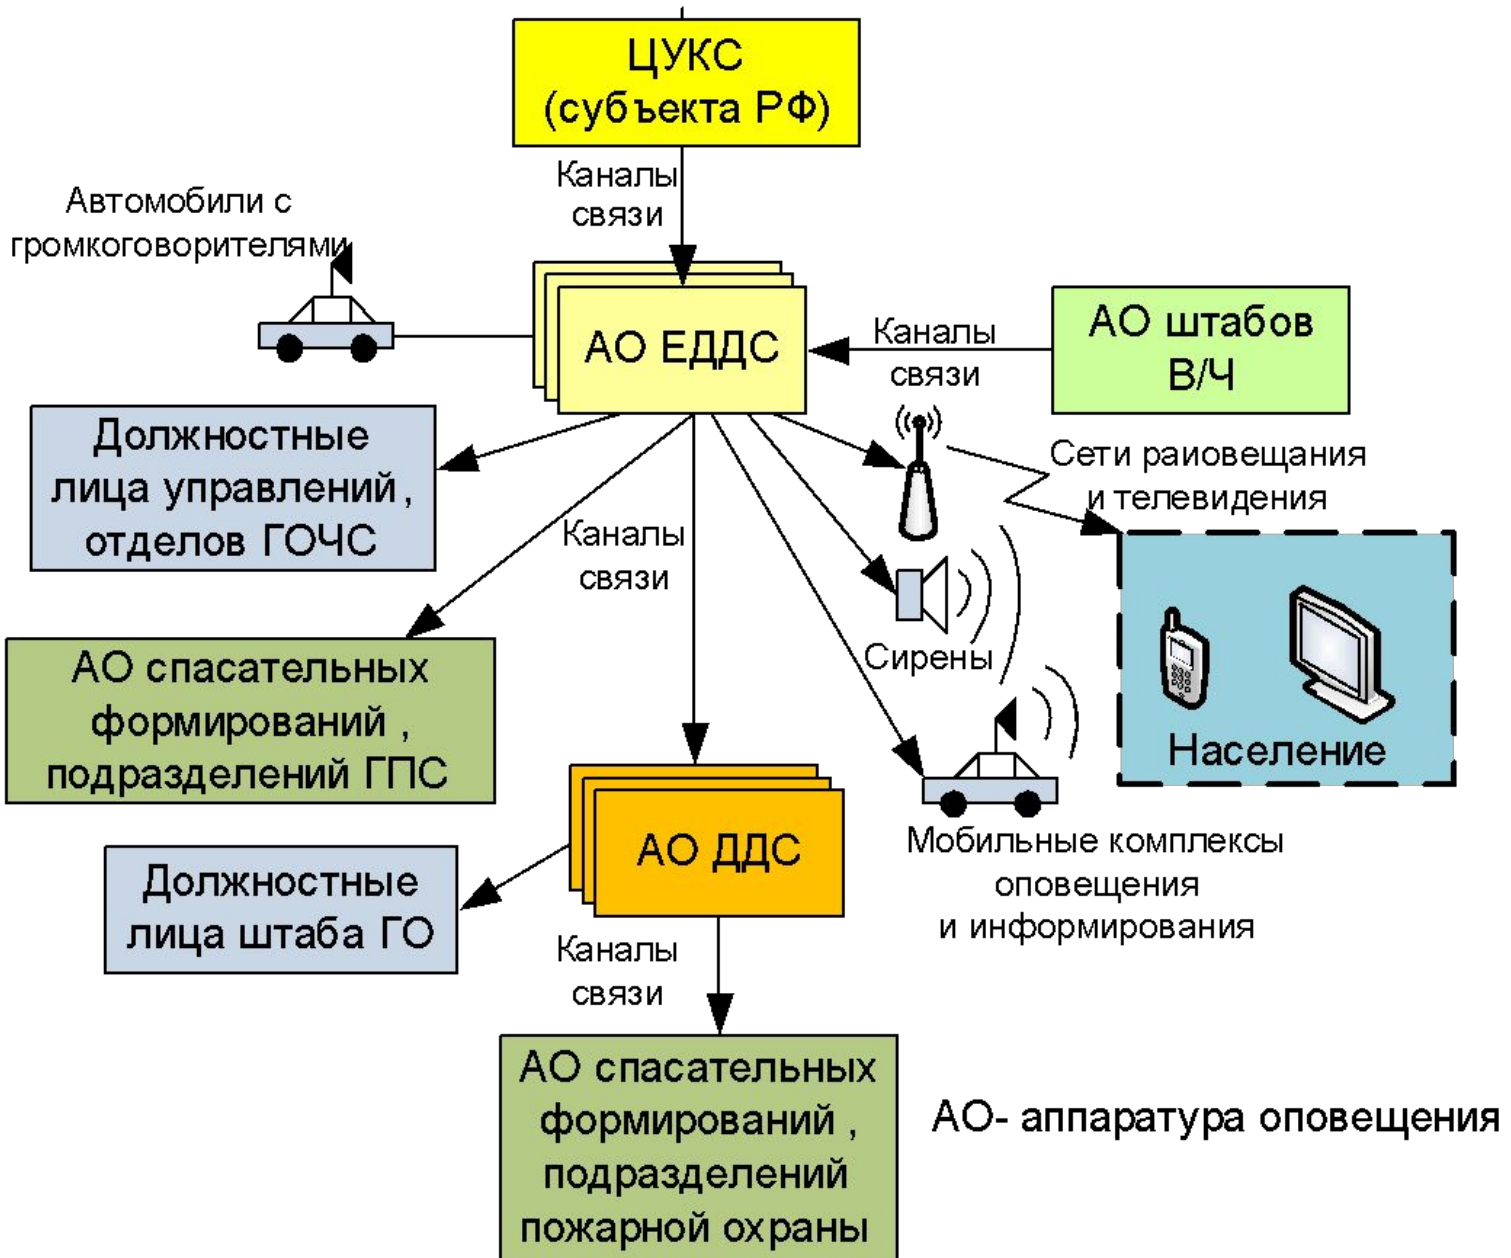 ЦУКС
(субъекта РФ)
Каналы
связи
Автомобили с
громкоговорителями
АО ЕДДС
Каналы
связи
АО штабов
В/Ч
Должностные
лица управлений ,
отделов ГОЧС
Сети раиовещания
и телевидения
Каналы
связи
Сирены
АО спасательных
формирований ,
подразделений ГПС
Население
АО ДДС
Мобильные комплексы
оповещения
и информирования
Должностные
лица штаба ГО
Каналы
связи
АО спасательных
формирований ,
подразделений
пожарной охраны
АО- аппаратура оповещения